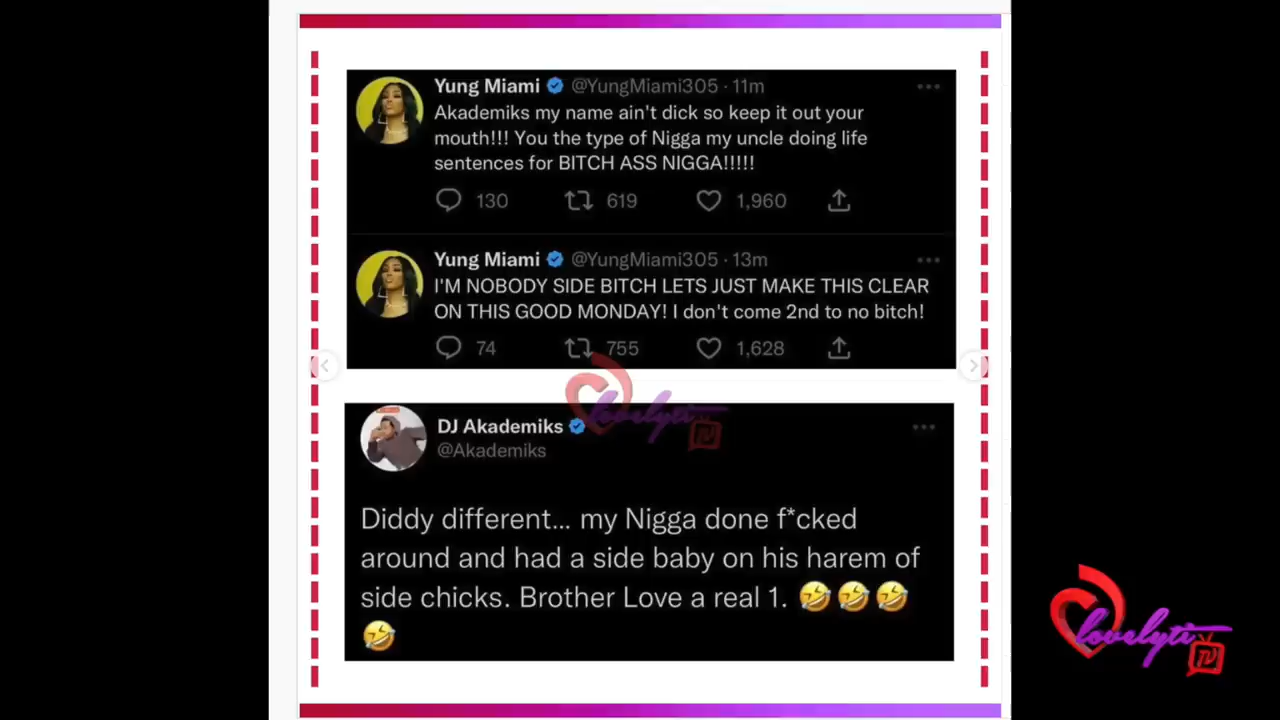 Yung Miami @YungMiami305 · 11m
Akademiks my name ain't dick so keep it out your
mouth!!! You the type of Nigga my uncle doing life
sentences for BITCH ASS NIGGA!!!!!
130 619 1,960
Yung Miami @YungMiami305 · 13m
I'M NOBODY SIDE BITCH LETS JUST MAKE THIS CLEAR
ON THIS GOOD MONDAY! I don't come 2nd to no bitch!
74 755 1,628
lovelyti
TV
DJ Akademiks
@Akademiks
Diddy different... my Nigga done f*cked
around and had a side baby on his harem of
side chicks. Brother Love a real 1. 🤣🤣🤣
🤣
lovelyti
TV